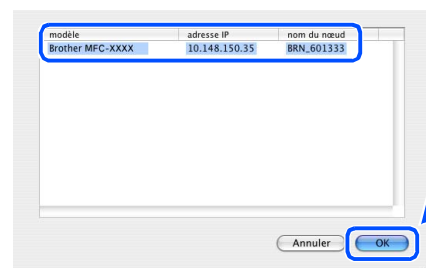 modèle adresse IP nom du nœud
Brother MFC-XXXX 10.148.150.35 BRN_601333
Annuler OK